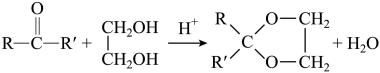 O
R—C—R′ + CH₂OH CH₂OH H⁺ → R R′ C O—CH₂ O—CH₂ + H₂O